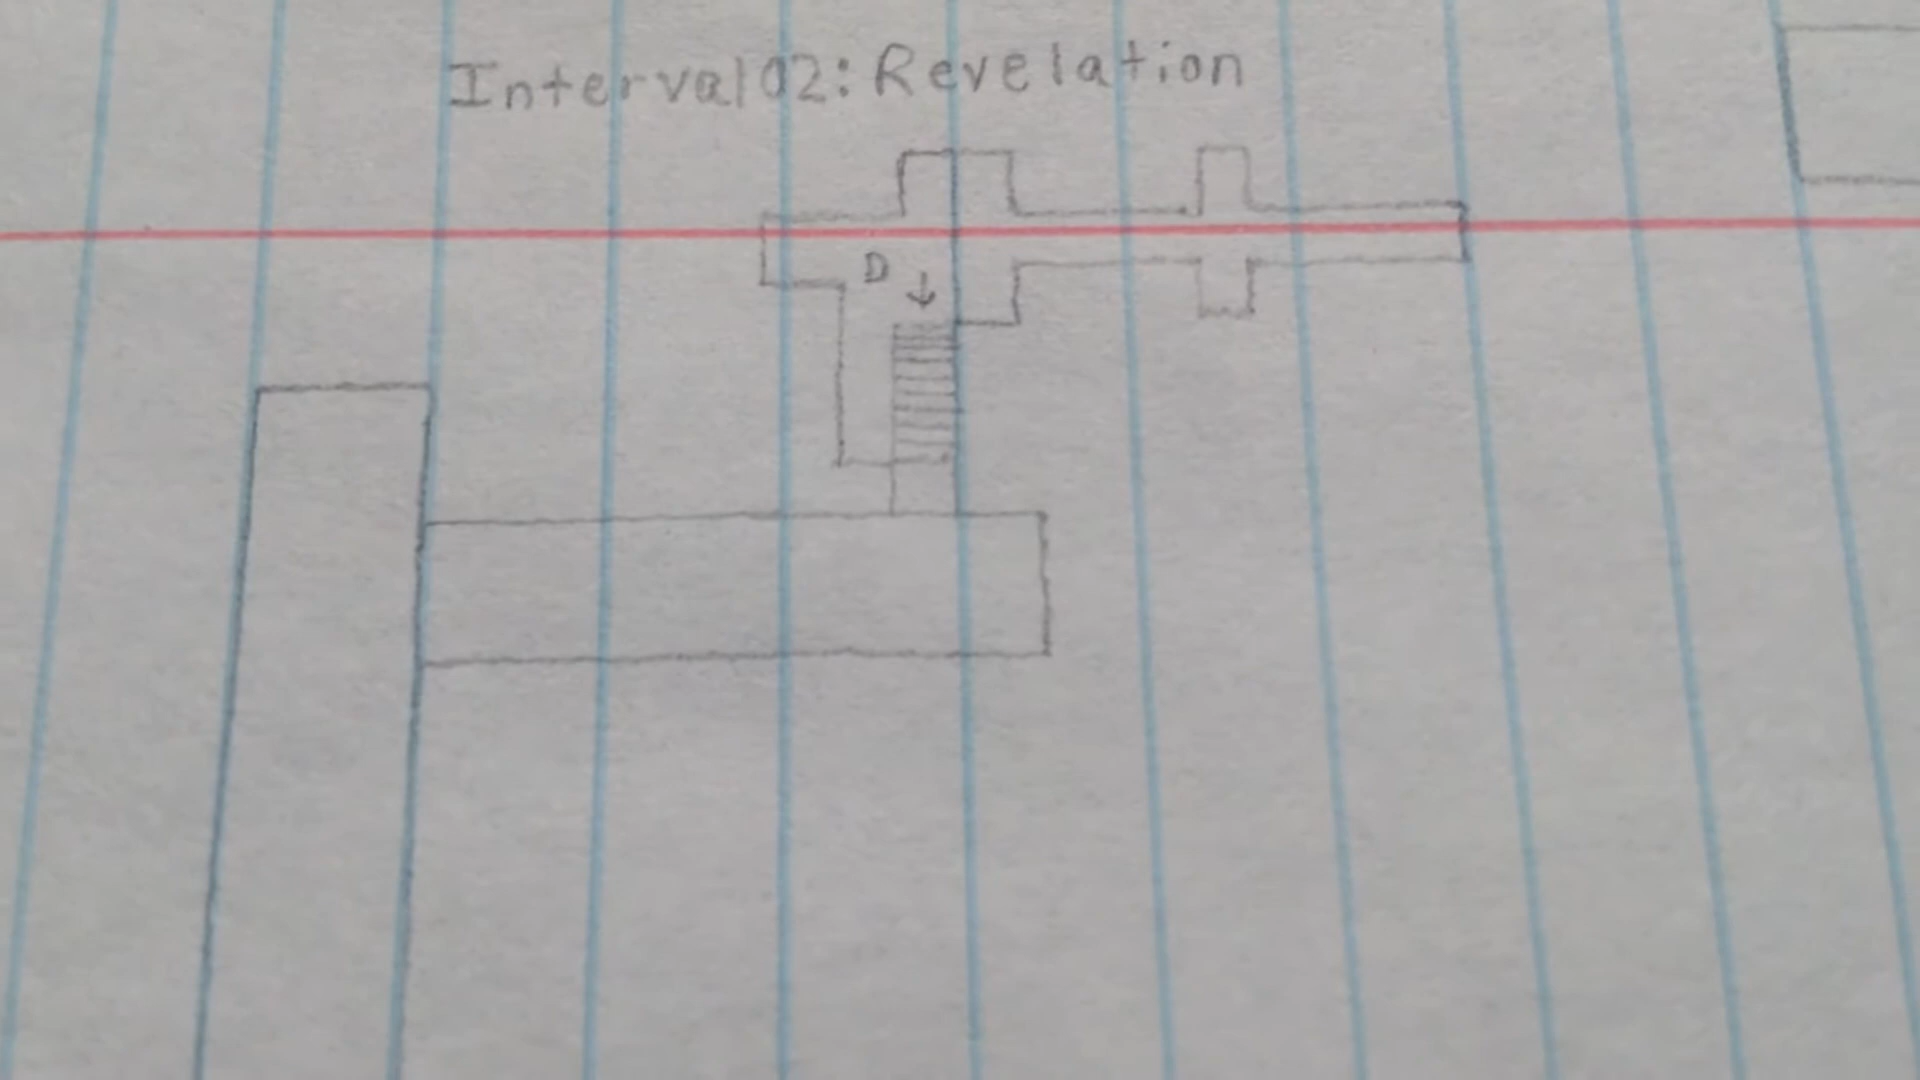 Interval 02: Revelation
D ↓